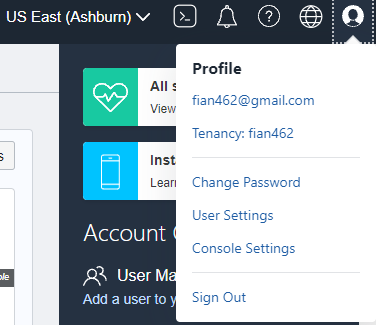 US East (Ashburn)
Profile
fian462@gmail.com
Tenancy: fian462
Change Password
User Settings
Console Settings
Sign Out
All s
View
Inst
Learn
Account
User Ma
Add a user to y
s
ple